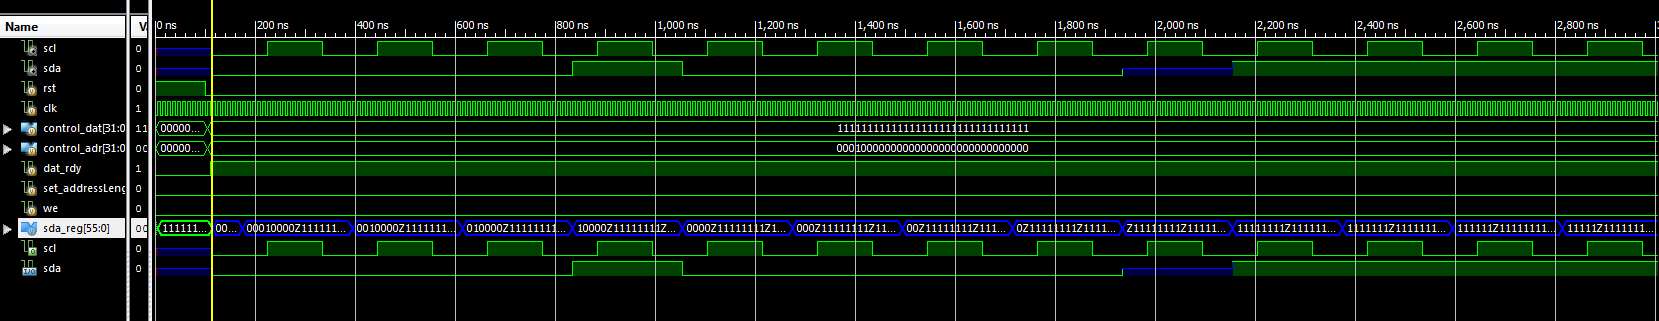 Name V 0 ns 200 ns 400 ns 600 ns 800 ns 1,000 ns 1,200 ns 1,400 ns 1,600 ns 1,800 ns 2,000 ns 2,200 ns 2,400 ns 2,600 ns 2,800 ns
scl 0
sda 0
rst 0
clk 1
control_dat[31:0 11 00000... 11111111111111111111111111111111
control_adr[31:0 00 00000... 00010000000000000000000000000000
dat_rdy 1
set_addressLeng 0
we 0
sda_reg[55:0] 00 111111... 00... 00010000Z111111... 0010000Z1111111... 010000Z11111111... 10000Z11111111Z... 0000Z11111111Z1... 000Z11111111Z11... 00Z11111111Z111... 0Z11111111Z1111... Z11111111Z11111... 11111111Z111111... 1111111Z1111111... 111111Z11111111... 11111Z11111111...
scl 0
sda 0